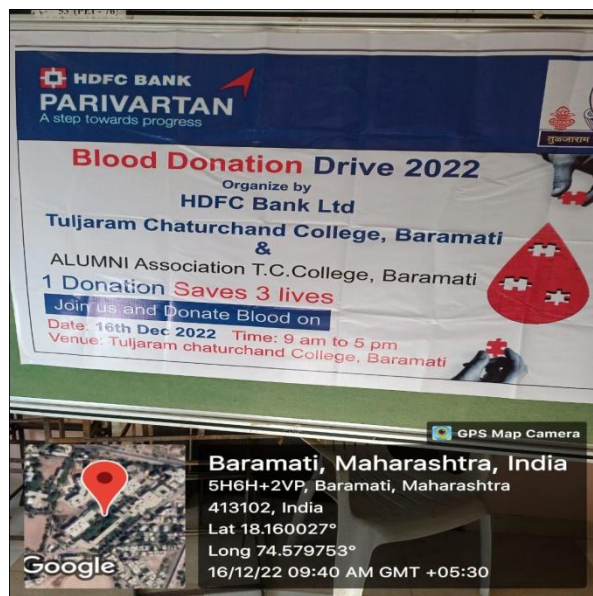 HDFC BANK
PARIVARTAN
A step towards progress
तुळजाराम
Blood Donation Drive 2022
Organize by
HDFC Bank Ltd
Tuljaram Chaturchand College, Baramati
&
ALUMNI Association T.C.College, Baramati
1 Donation Saves 3 lives
Join us and Donate Blood on
Date: 16th Dec 2022 Time: 9 am to 5 pm
Venue: Tuljaram chaturchand College, Baramati
GPS Map Camera
Baramati, Maharashtra, India
5H6H+2VP, Baramati, Maharashtra
413102, India
Lat 18.160027°
Long 74.579753°
16/12/22 09:40 AM GMT +05:30
Google